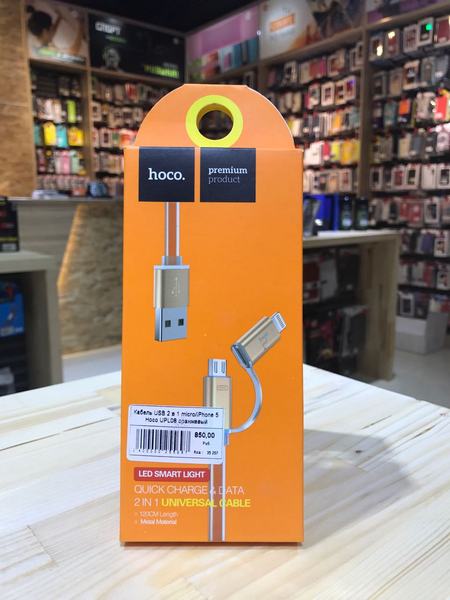 hoco.
premium
product
Кабель USB 2 в 1 micro/iPhone 5
Hoco UPL08 оранжевый
850,00
Руб.
LED SMART LIGHT
QUICK CHARGE & DATA
2 IN 1 UNIVERSAL CABLE
120CM Length
Metal Material